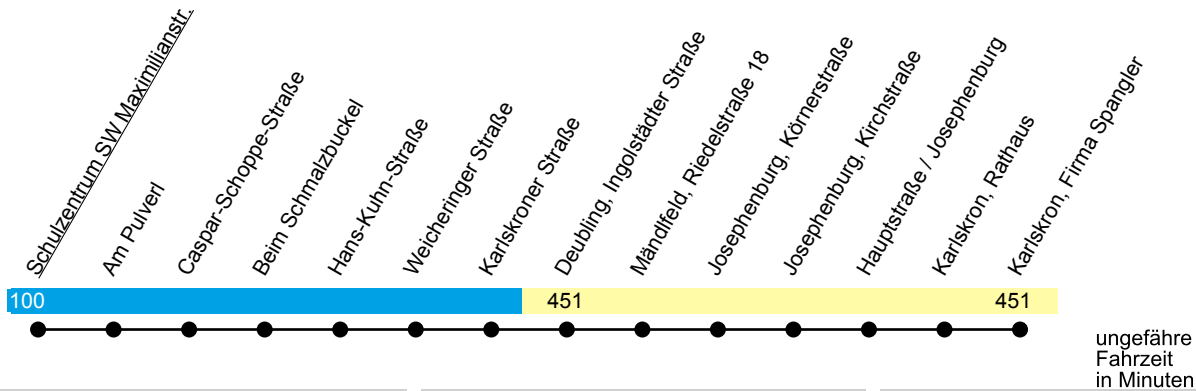 Schulzentrum SW Maximilianstr.
Am Pulverl
Caspar-Schoppe-Straße
Beim Schmalzbuckel
Hans-Kuhn-Straße
Weicheringer Straße
Karlskroner Straße
Deubling, Ingolstädter Straße
Mändlfeld, Riedelstraße 18
Josephenburg, Körnerstraße
Josephenburg, Kirchstraße
Hauptstraße / Josephenburg
Karlskron, Rathaus
Karlskron, Firma Spangler
100 451 451
ungefähre
Fahrzeit
in Minuten